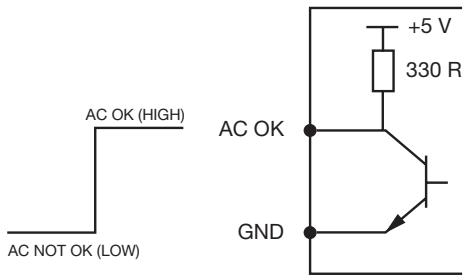 +5 V
330 R
AC OK (HIGH)
AC OK
GND
AC NOT OK (LOW)